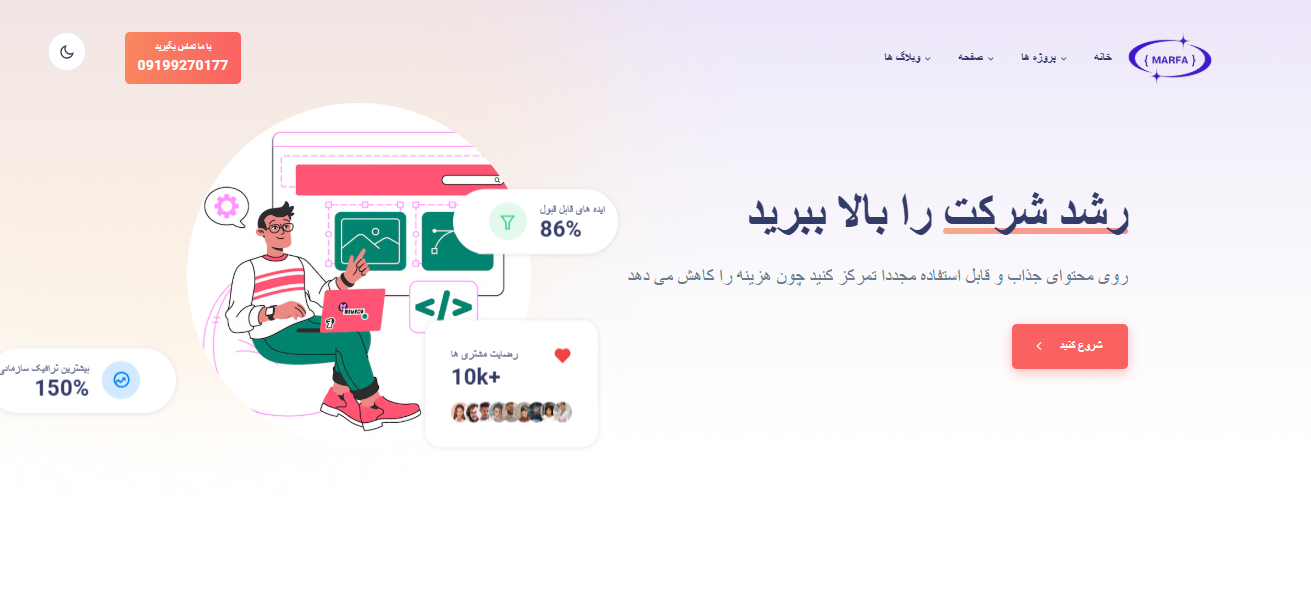 { MARFA }
خانه
پروژه ها
صفحه
وبلاگ ها
با ما تماس بگیرید
09199270177
رشد شرکت را بالا ببرید
روی محتوای جذاب و قابل استفاده مجددا تمرکز کنید چون هزینه را کاهش می دهد
شروع کنید
ایده های قابل قبول
86%
</>
رضایت مشتری ها
10k+
بیشترین ترافیک سازمانی
150%